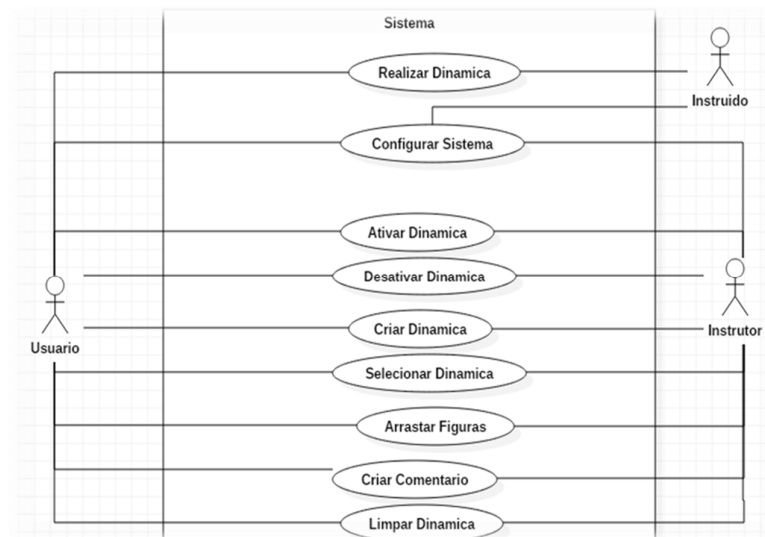 Sistema
Realizar Dinamica
Instruido
Configurar Sistema
Ativar Dinamica
Desativar Dinamica
Criar Dinamica
Instrutor
Usuario
Selecionar Dinamica
Arrastar Figuras
Criar Comentario
Limpar Dinamica